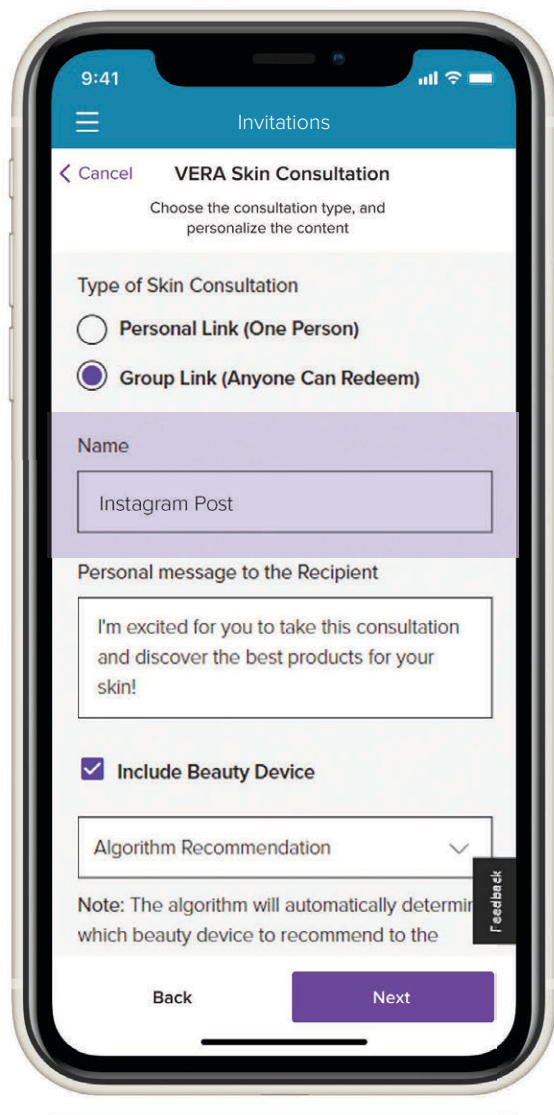 9:41
Invitations
Cancel
VERA Skin Consultation
Choose the consultation type, and
personalize the content
Type of Skin Consultation
Personal Link (One Person)
Group Link (Anyone Can Redeem)
Name
Instagram Post
Personal message to the Recipient
I'm excited for you to take this consultation
and discover the best products for your
skin!
Include Beauty Device
Algorithm Recommendation
Feedback
Note: The algorithm will automatically determin
which beauty device to recommend to the
Back
Next